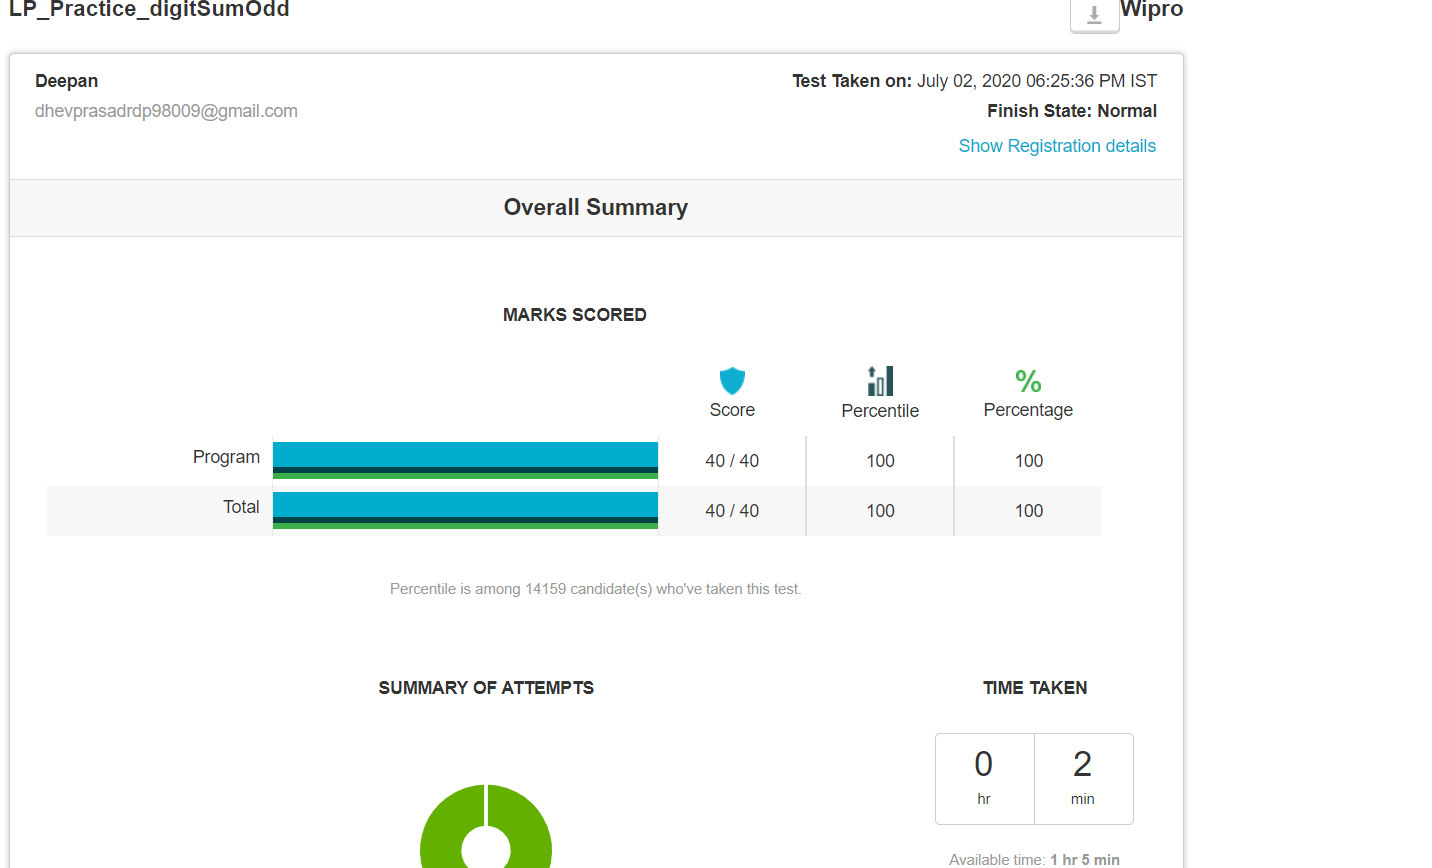 LP_Practice_digitSumOdd
Wipro
Deepan
Test Taken on: July 02, 2020 06:25:36 PM IST
dhevprasadrdp98009@gmail.com
Finish State: Normal
Show Registration details
Overall Summary
MARKS SCORED
%
Score Percentile Percentage
Program 40 / 40 100 100
Total 40 / 40 100 100
Percentile is among 14159 candidate(s) who've taken this test.
SUMMARY OF ATTEMPTS
TIME TAKEN
0 2
hr min
Available time: 1 hr 5 min